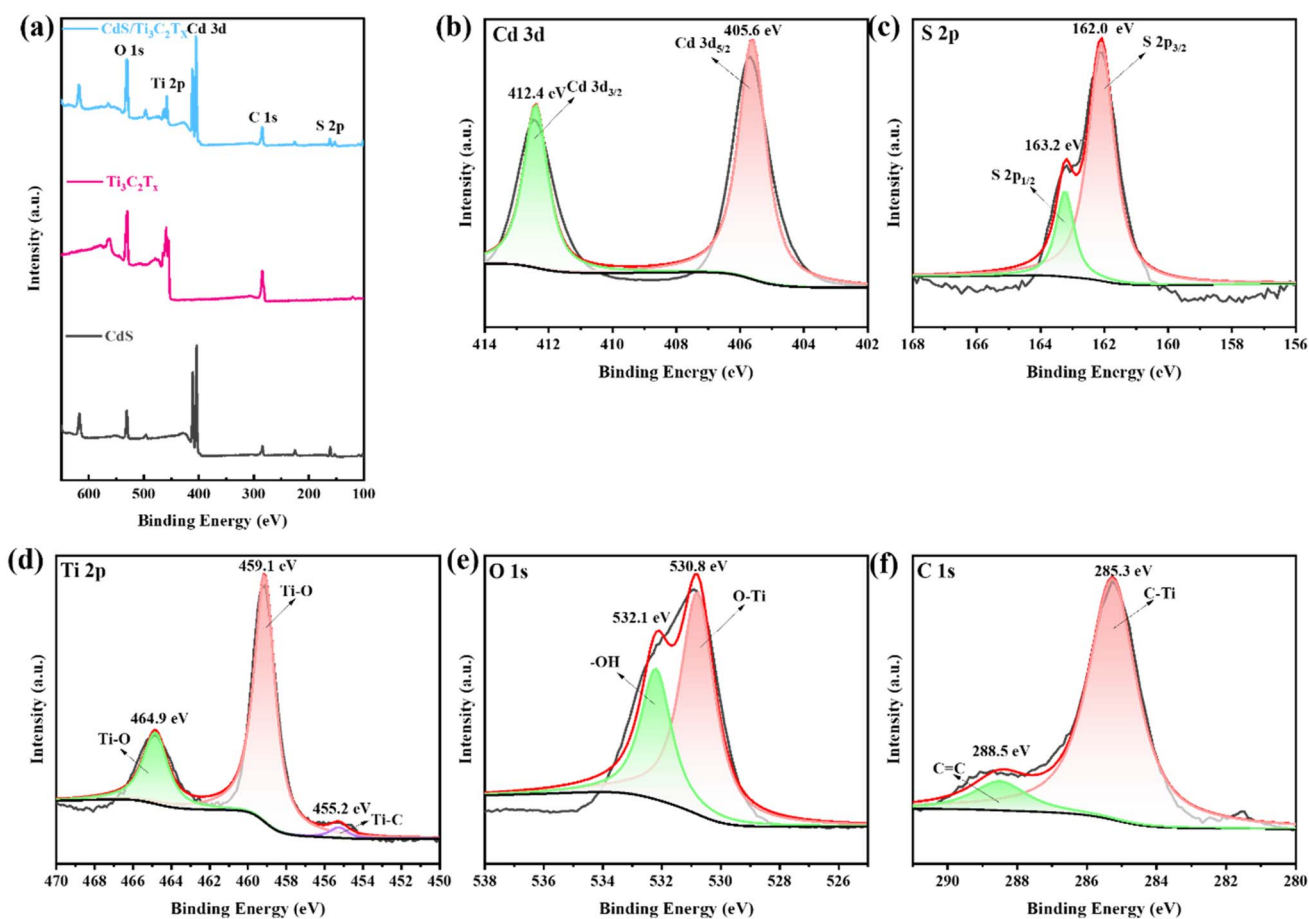 (a)
CdS/Ti₃C₂Tₓ
Cd 3d
O 1s
Ti 2p
C 1s
S 2p
Ti₃C₂Tₓ
CdS
Intensity (a.u.)
600 500 400 300 200 100
Binding Energy (eV)
(b)
Cd 3d
405.6 eV
Cd 3d₅/₂
412.4 eV
Cd 3d₃/₂
Intensity (a.u.)
414 412 410 408 406 404 402
Binding Energy (eV)
(c)
S 2p
162.0 eV
S 2p₃/₂
163.2 eV
S 2p₁/₂
Intensity (a.u.)
168 166 164 162 160 158 156
Binding Energy (eV)
(d)
Ti 2p
459.1 eV
Ti-O
464.9 eV
Ti-O
455.2 eV
Ti-C
Intensity (a.u.)
470 468 466 464 462 460 458 456 454 452 450
Binding Energy (eV)
(e)
O 1s
530.8 eV
O-Ti
532.1 eV
-OH
Intensity (a.u.)
538 536 534 532 530 528 526
Binding Energy (eV)
(f)
C 1s
285.3 eV
C-Ti
288.5 eV
C=C
Intensity (a.u.)
290 288 286 284 282 280
Binding Energy (eV)